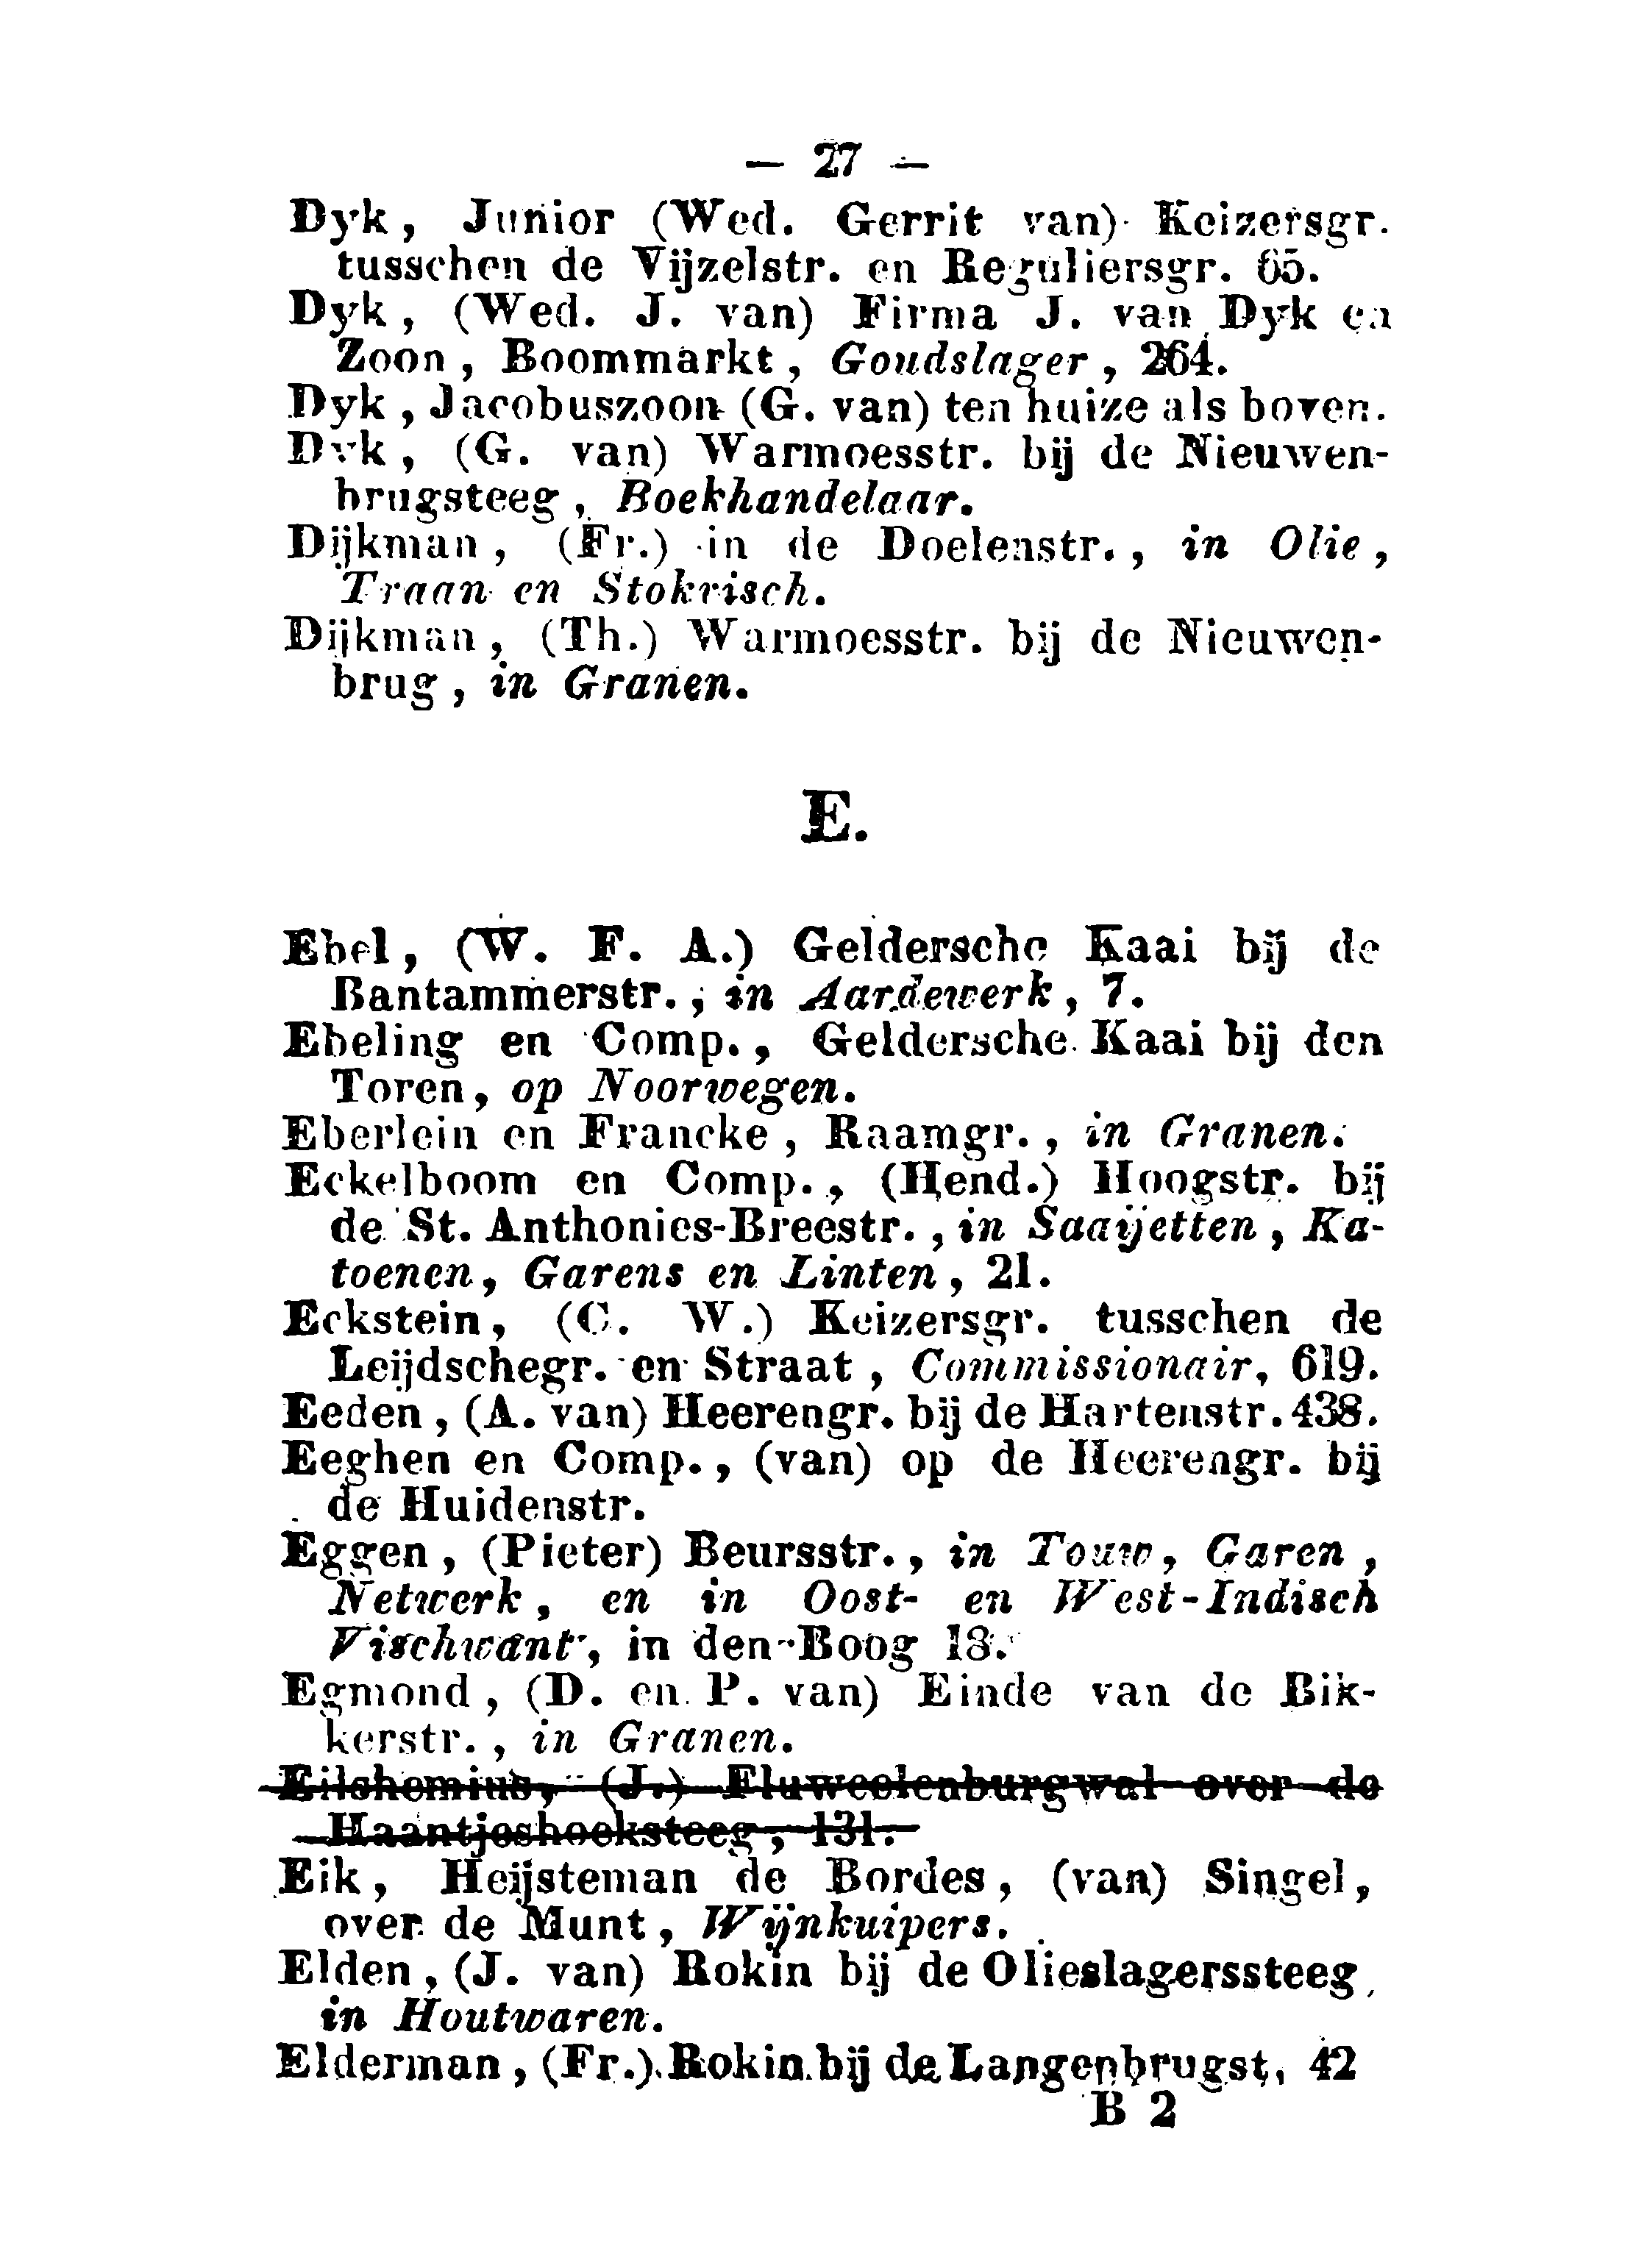 — 27 —
Dyk, Junior (Wed. Gerrit van) Keizersgr.
tusschen de Vijzelstr. en Reguliersgr. 65.
Dyk, (Wed. J. van) Firma J. van Dyk en
Zoon, Boommarkt, Goudslager, 264.
Dyk, Jacobuszoon (G. van) ten huize als boven.
Dyk, (G. van) Warmoesstr. bij de Nieuwen-
brugsteeg, Boekhandelaar.
Dijkman, (Fr.) in de Doelenstr., in Olie,
Traan en Stokvisch.
Dijkman, (Th.) Warmoesstr. bij de Nieuwen-
brug, in Granen.
E.
Ebel, (W. F. A.) Geldersche Kaai bij de
Bantammerstr., in Aardewerk, 7.
Ebeling en Comp., Geldersche Kaai bij den
Toren, op Noorwegen.
Eberlein en Francke, Raamgr., in Granen.
Eckelboom en Comp., (Hend.) Hoogstr. bij
de St. Anthonies-Breestr., in Saaijetten, Ka-
toenen, Garens en Linten, 21.
Eckstein, (C. W.) Keizersgr. tusschen de
Leijdschegr. en Straat, Commissionair, 619.
Eeden, (A. van) Heerengr. bij de Hartenstr. 438.
Eeghen en Comp., (van) op de Heerengr. bij
de Huidenstr.
Eggen, (Pieter) Beursstr., in Touw, Garen,
Netwerk, en in Oost- en West-Indisch
Vischwant, in den Boog 18.
Egmond, (D. en P. van) Einde van de Bik-
kerstr., in Granen.
Eilshemius, (J.) Fluweelenburgwal over de
Haantjeshoeksteeg, 131.
Eik, Heijsteman de Bordes, (van) Singel,
over de Munt, Wijnkuipers.
Elden, (J. van) Rokin bij de Olieslagerssteeg,
in Houtwaren.
Elderman, (Fr.) Rokin bij de Langenbrugst. 42
B 2